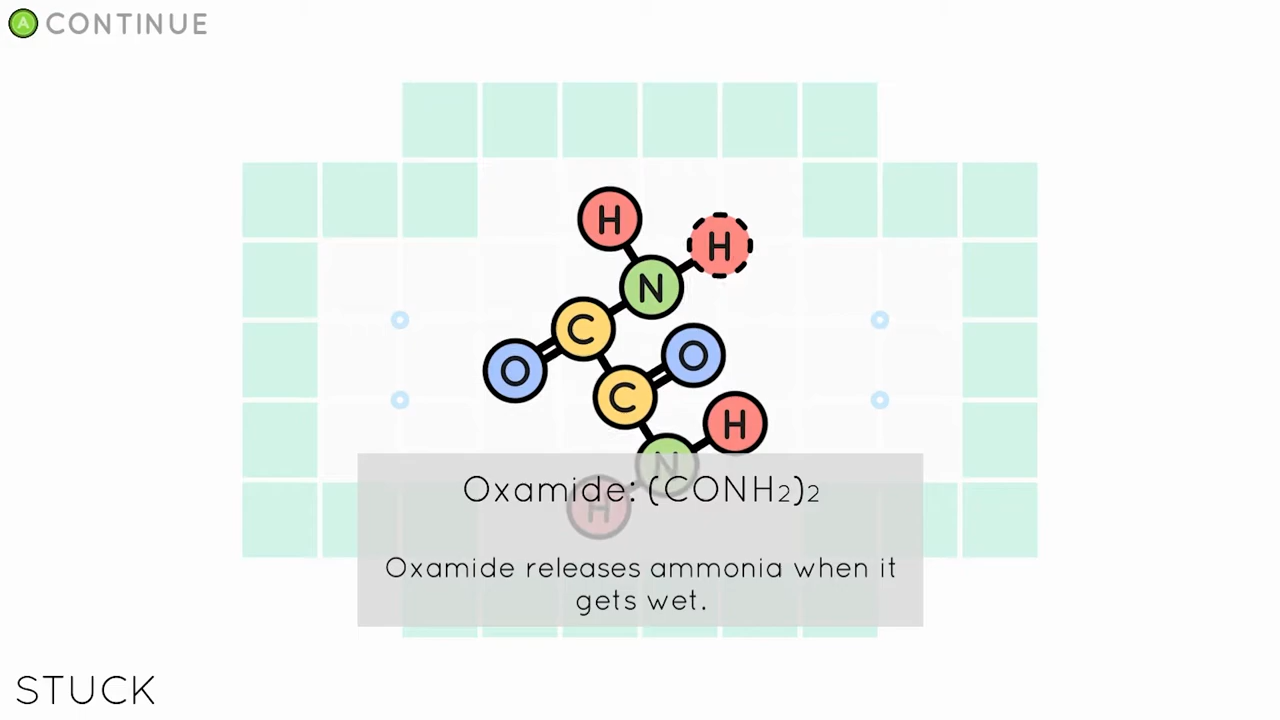 A CONTINUE
H
H
N
C
O
O
C
H
N
H
Oxamide: (CONH₂)₂
Oxamide releases ammonia when it
gets wet.
STUCK